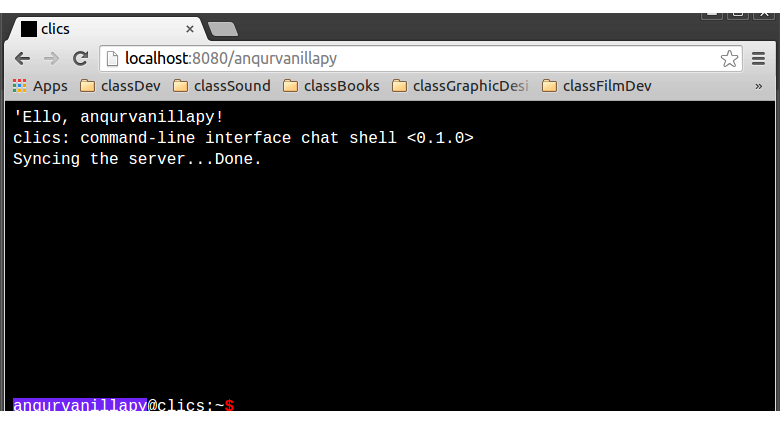 clics ×
localhost:8080/anqurvanillapy
Apps classDev classSound classBooks classGraphicDesi classFilmDev »
'Ello, anqurvanillapy!
clics: command-line interface chat shell <0.1.0>
Syncing the server...Done.
anqurvanillapy@clics:~$